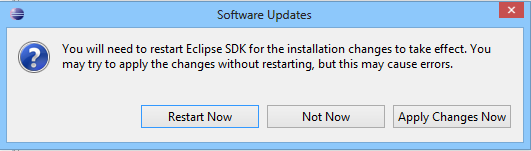 Software Updates
You will need to restart Eclipse SDK for the installation changes to take effect. You
may try to apply the changes without restarting, but this may cause errors.
Restart Now
Not Now
Apply Changes Now